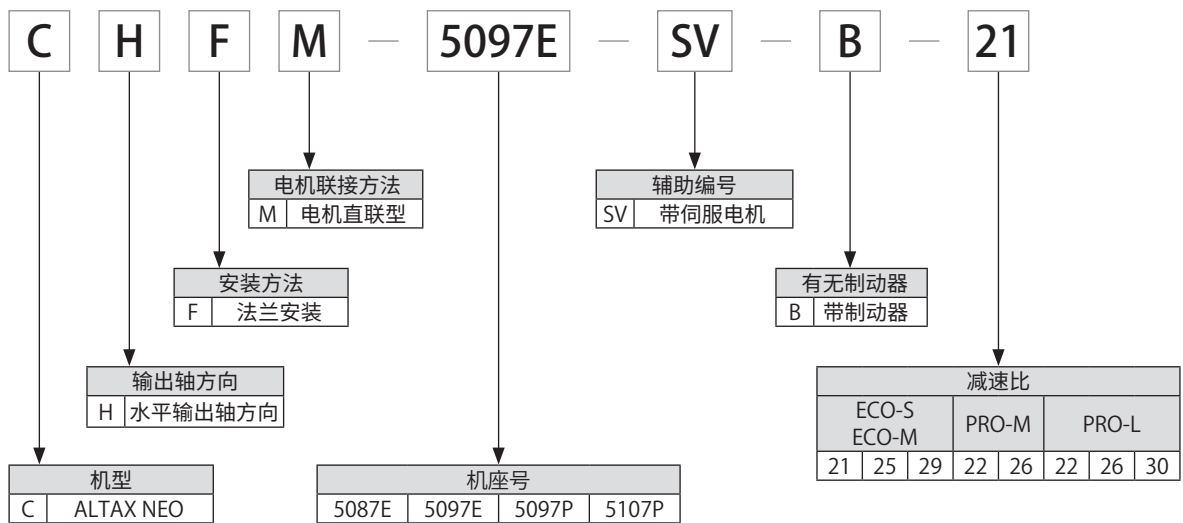 C H F M — 5097E — SV — B — 21
电机联接方法
M 电机直联型
辅助编号
SV 带伺服电机
安装方法
F 法兰安装
有无制动器
B 带制动器
输出轴方向
H 水平输出轴方向
减速比
ECO-S
ECO-M
PRO-M
PRO-L
21 25 29 22 26 22 26 30
机型
C ALTAX NEO
机座号
5087E 5097E 5097P 5107P